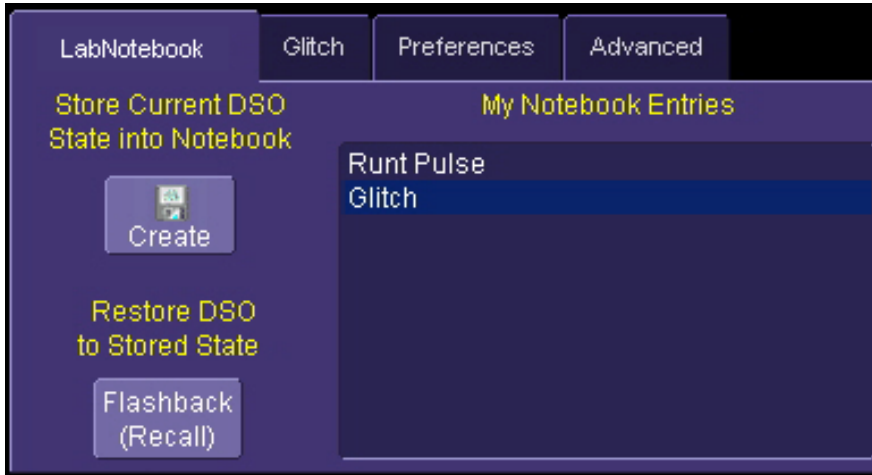 LabNotebook
Glitch
Preferences
Advanced
Store Current DSO
State into Notebook
Create
Restore DSO
to Stored State
Flashback
(Recall)
My Notebook Entries
Runt Pulse
Glitch